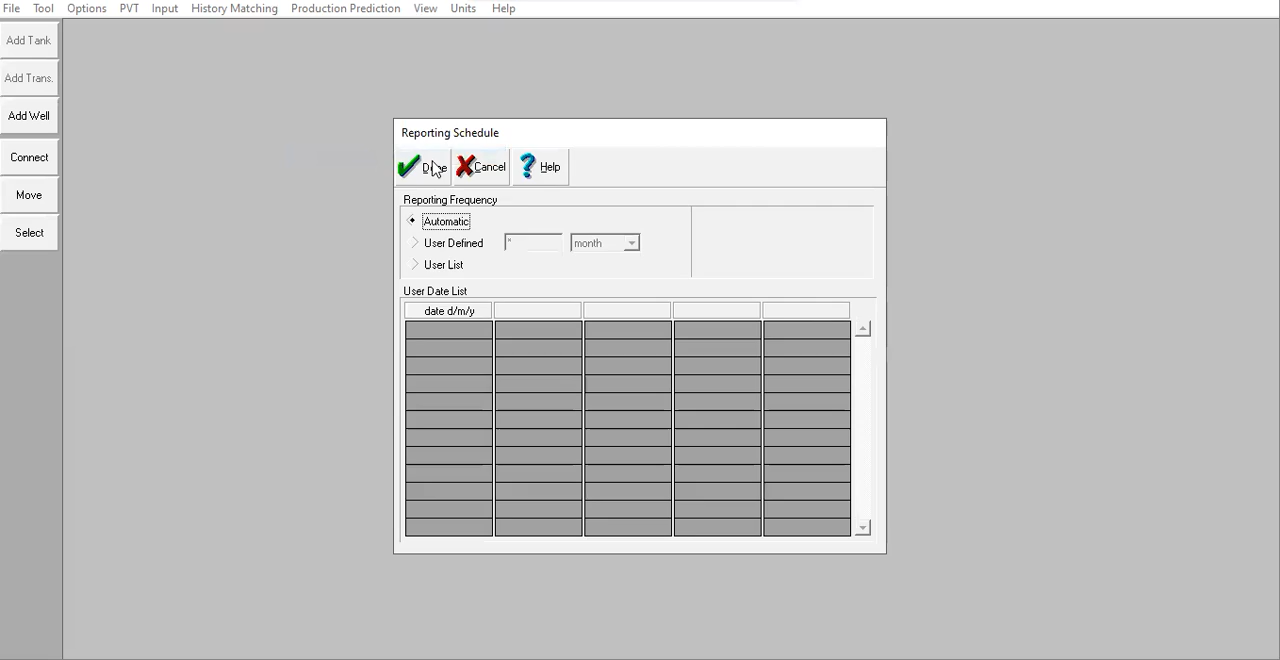 File Tool Options PVT Input History Matching Production Prediction View Units Help
Add Tank
Add Trans.
Add Well
Connect
Move
Select
Reporting Schedule
Cancel Help
Reporting Frequency
Automatic
User Defined * month
User List
User Date List
date d/m/y